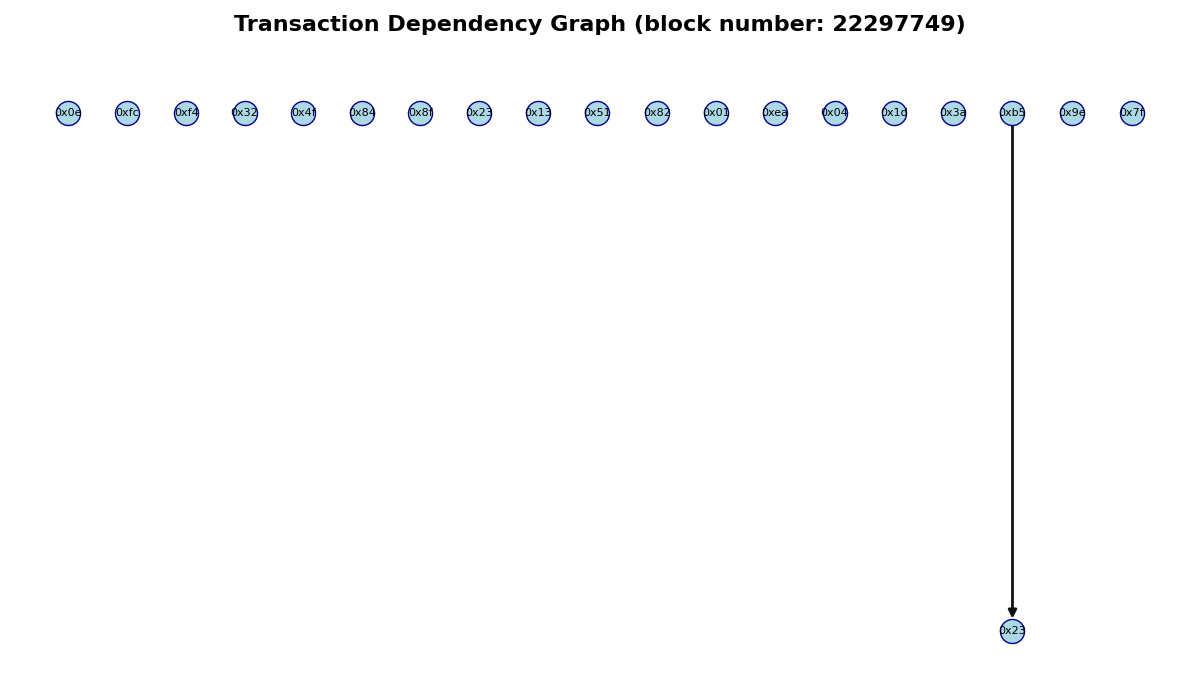 Transaction Dependency Graph (block number: 22297749)
0x0e 0xfc 0xf4 0x32 0x4f 0x84 0x8f 0x23 0x13 0x51 0x82 0x01 0xea 0x04 0x1d 0x3a 0xb5 0x9e 0x7f
0x23